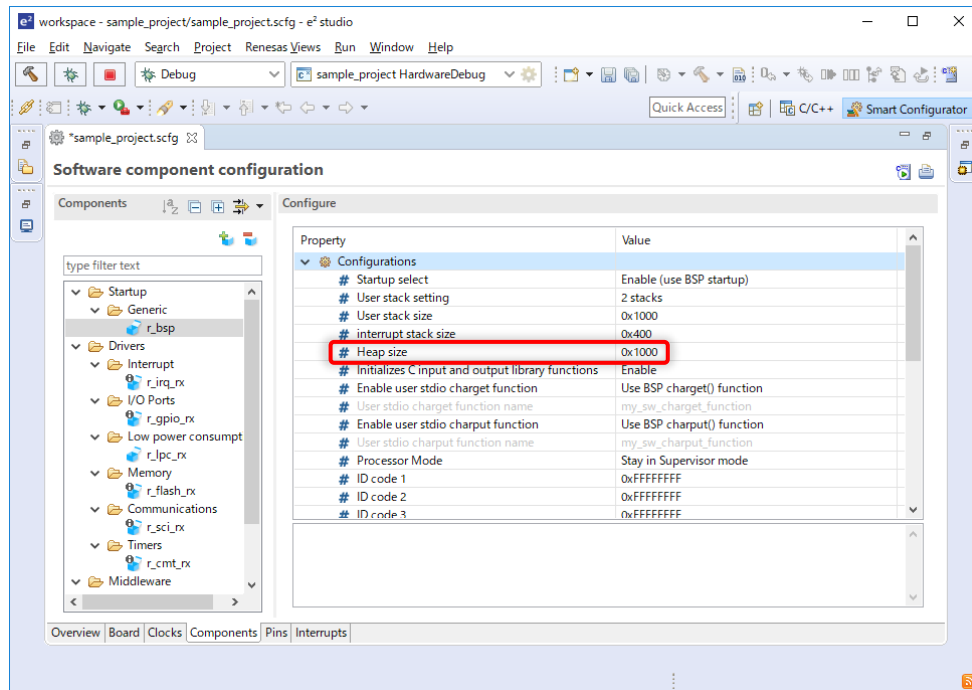 workspace - sample_project/sample_project.scfg - e² studio
File Edit Navigate Search Project Renesas Views Run Window Help
Debug
sample_project HardwareDebug
Quick Access
C/C++
Smart Configurator
*sample_project.scfg
Software component configuration
Components
Configure
type filter text
Startup
Generic
r_bsp
Drivers
Interrupt
r_irq_rx
I/O Ports
r_gpio_rx
Low power consumpt
r_lpc_rx
Memory
r_flash_rx
Communications
r_sci_rx
Timers
r_cmt_rx
Middleware
Property Value
Configurations
# Startup select Enable (use BSP startup)
# User stack setting 2 stacks
# User stack size 0x1000
# interrupt stack size 0x400
# Heap size 0x1000
# Initializes C input and output library functions Enable
# Enable user stdio charget function Use BSP charget() function
# User stdio charget function name my_sw_charget_function
# Enable user stdio charput function Use BSP charput() function
# User stdio charput function name my_sw_charput_function
# Processor Mode Stay in Supervisor mode
# ID code 1 0xFFFFFFFF
# ID code 2 0xFFFFFFFF
# ID code 3 0xFFFFFFFF
Overview Board Clocks Components Pins Interrupts